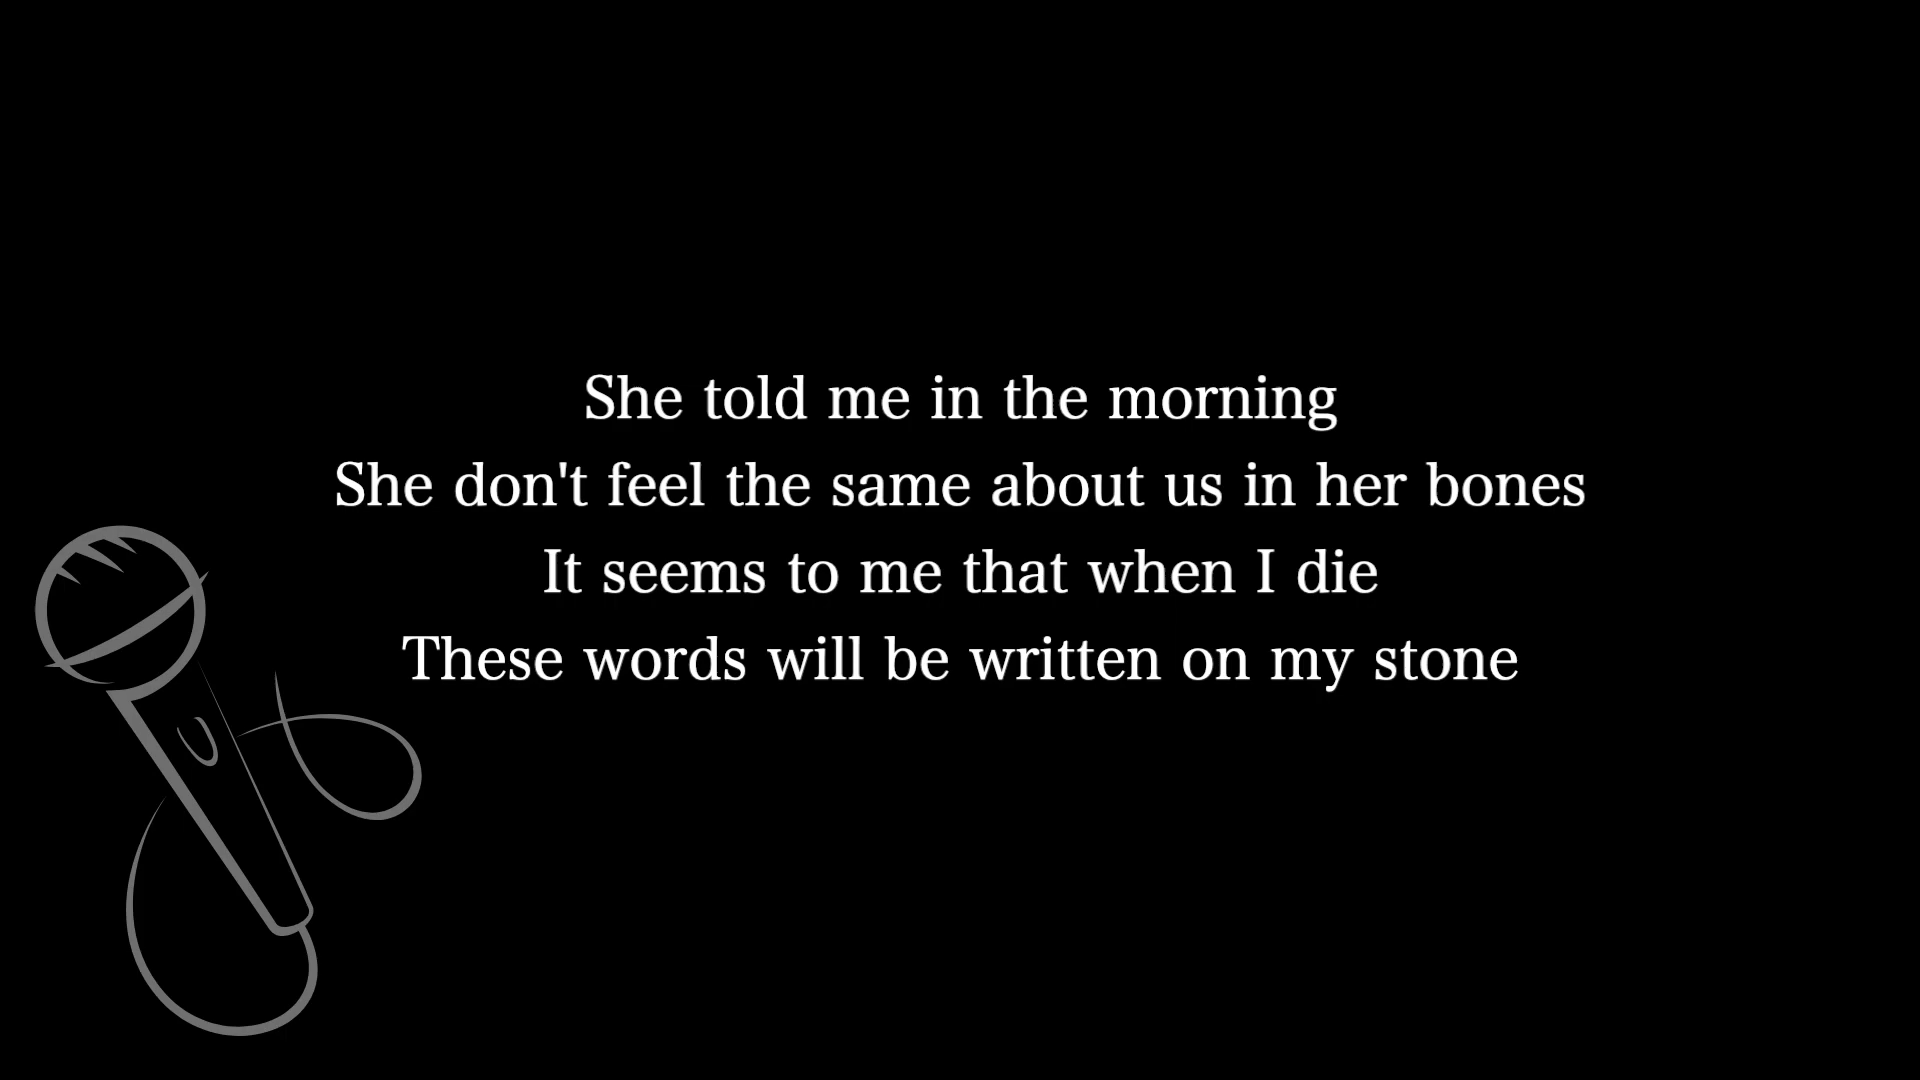 She told me in the morning
She don't feel the same about us in her bones
It seems to me that when I die
These words will be written on my stone